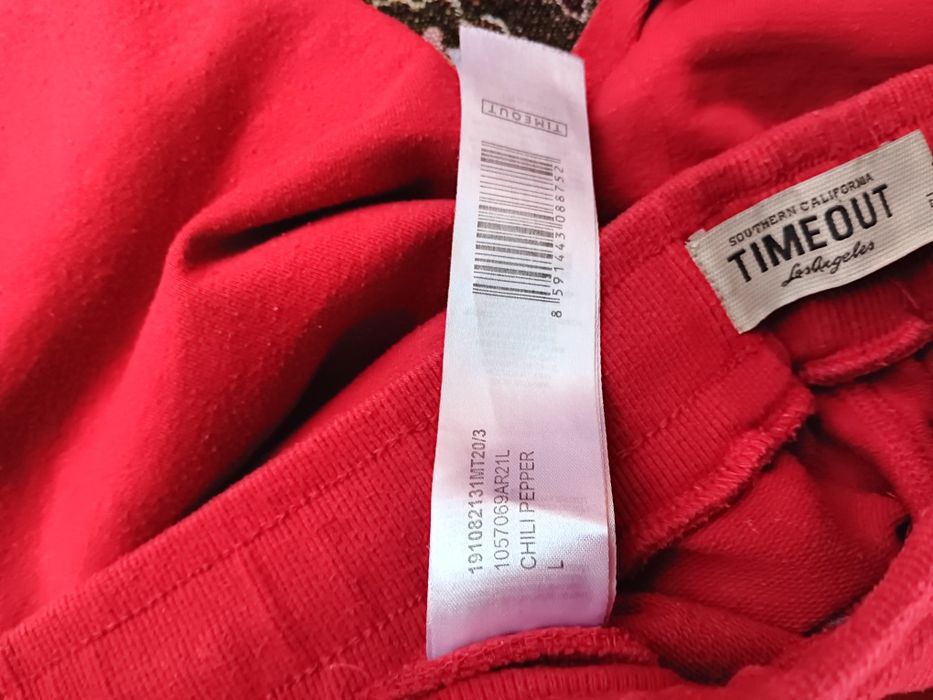 TIMEOUT
8 591443 088752
191082131MT20/3
1057069AR21L
CHILI PEPPER
L
SOUTHERN CALIFORNIA
TIMEOUT
Los Angeles